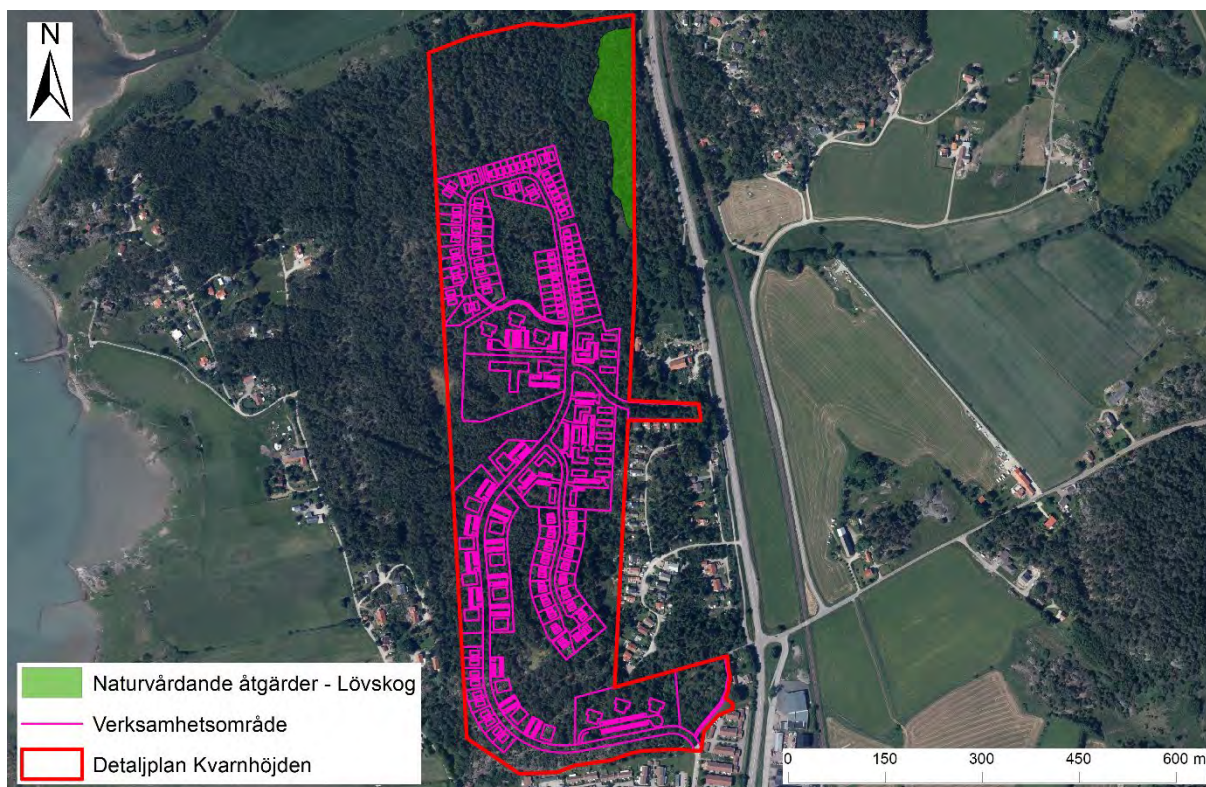 N
Naturvårdande åtgärder - Lövskog
Verksamhetsområde
Detaljplan Kvarnhöjden
0 150 300 450 600 m